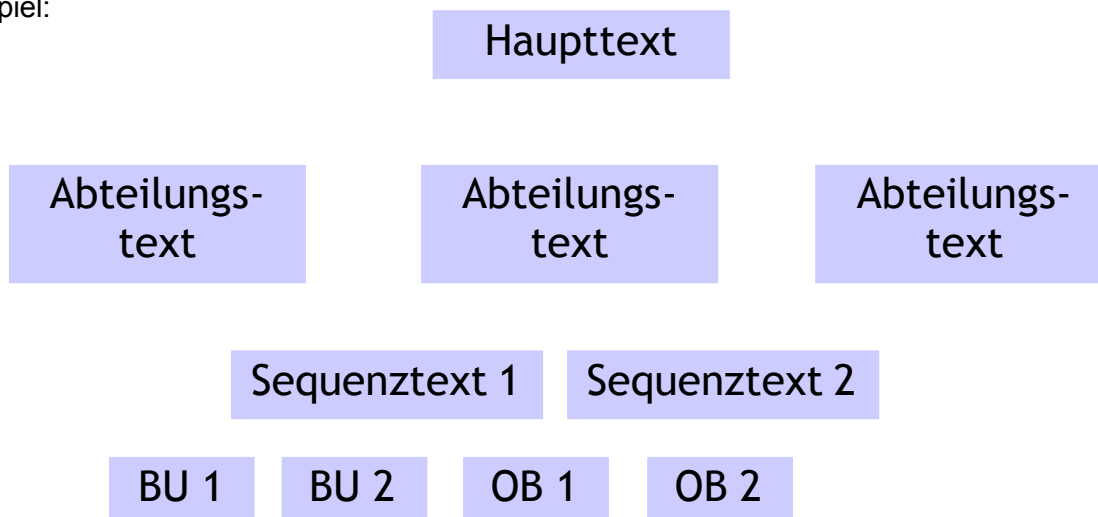 piel:
Haupttext
Abteilungs-
text
Abteilungs-
text
Abteilungs-
text
Sequenztext 1
Sequenztext 2
BU 1
BU 2
OB 1
OB 2